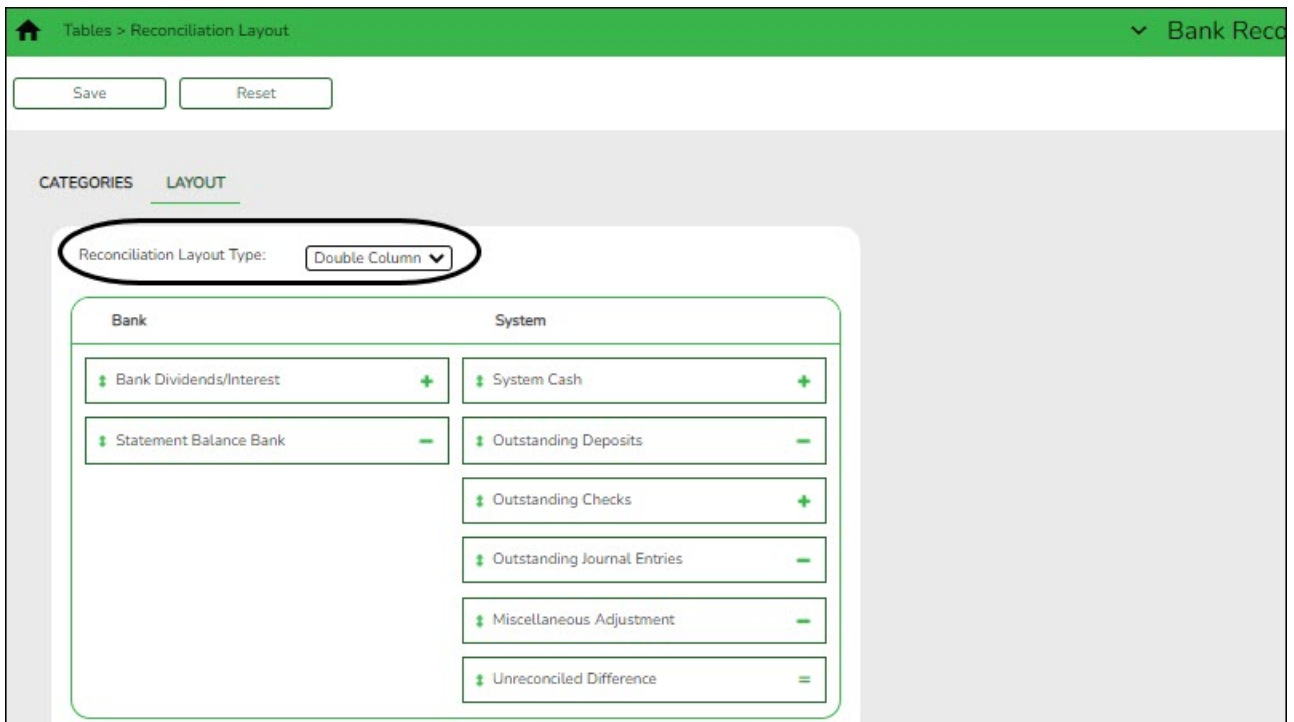 Tables > Reconciliation Layout
Bank Reco
Save Reset
CATEGORIES LAYOUT
Reconciliation Layout Type: Double Column
Bank System
Bank Dividends/Interest + System Cash +
Statement Balance Bank - Outstanding Deposits -
Outstanding Checks +
Outstanding Journal Entries -
Miscellaneous Adjustment -
Unreconciled Difference =